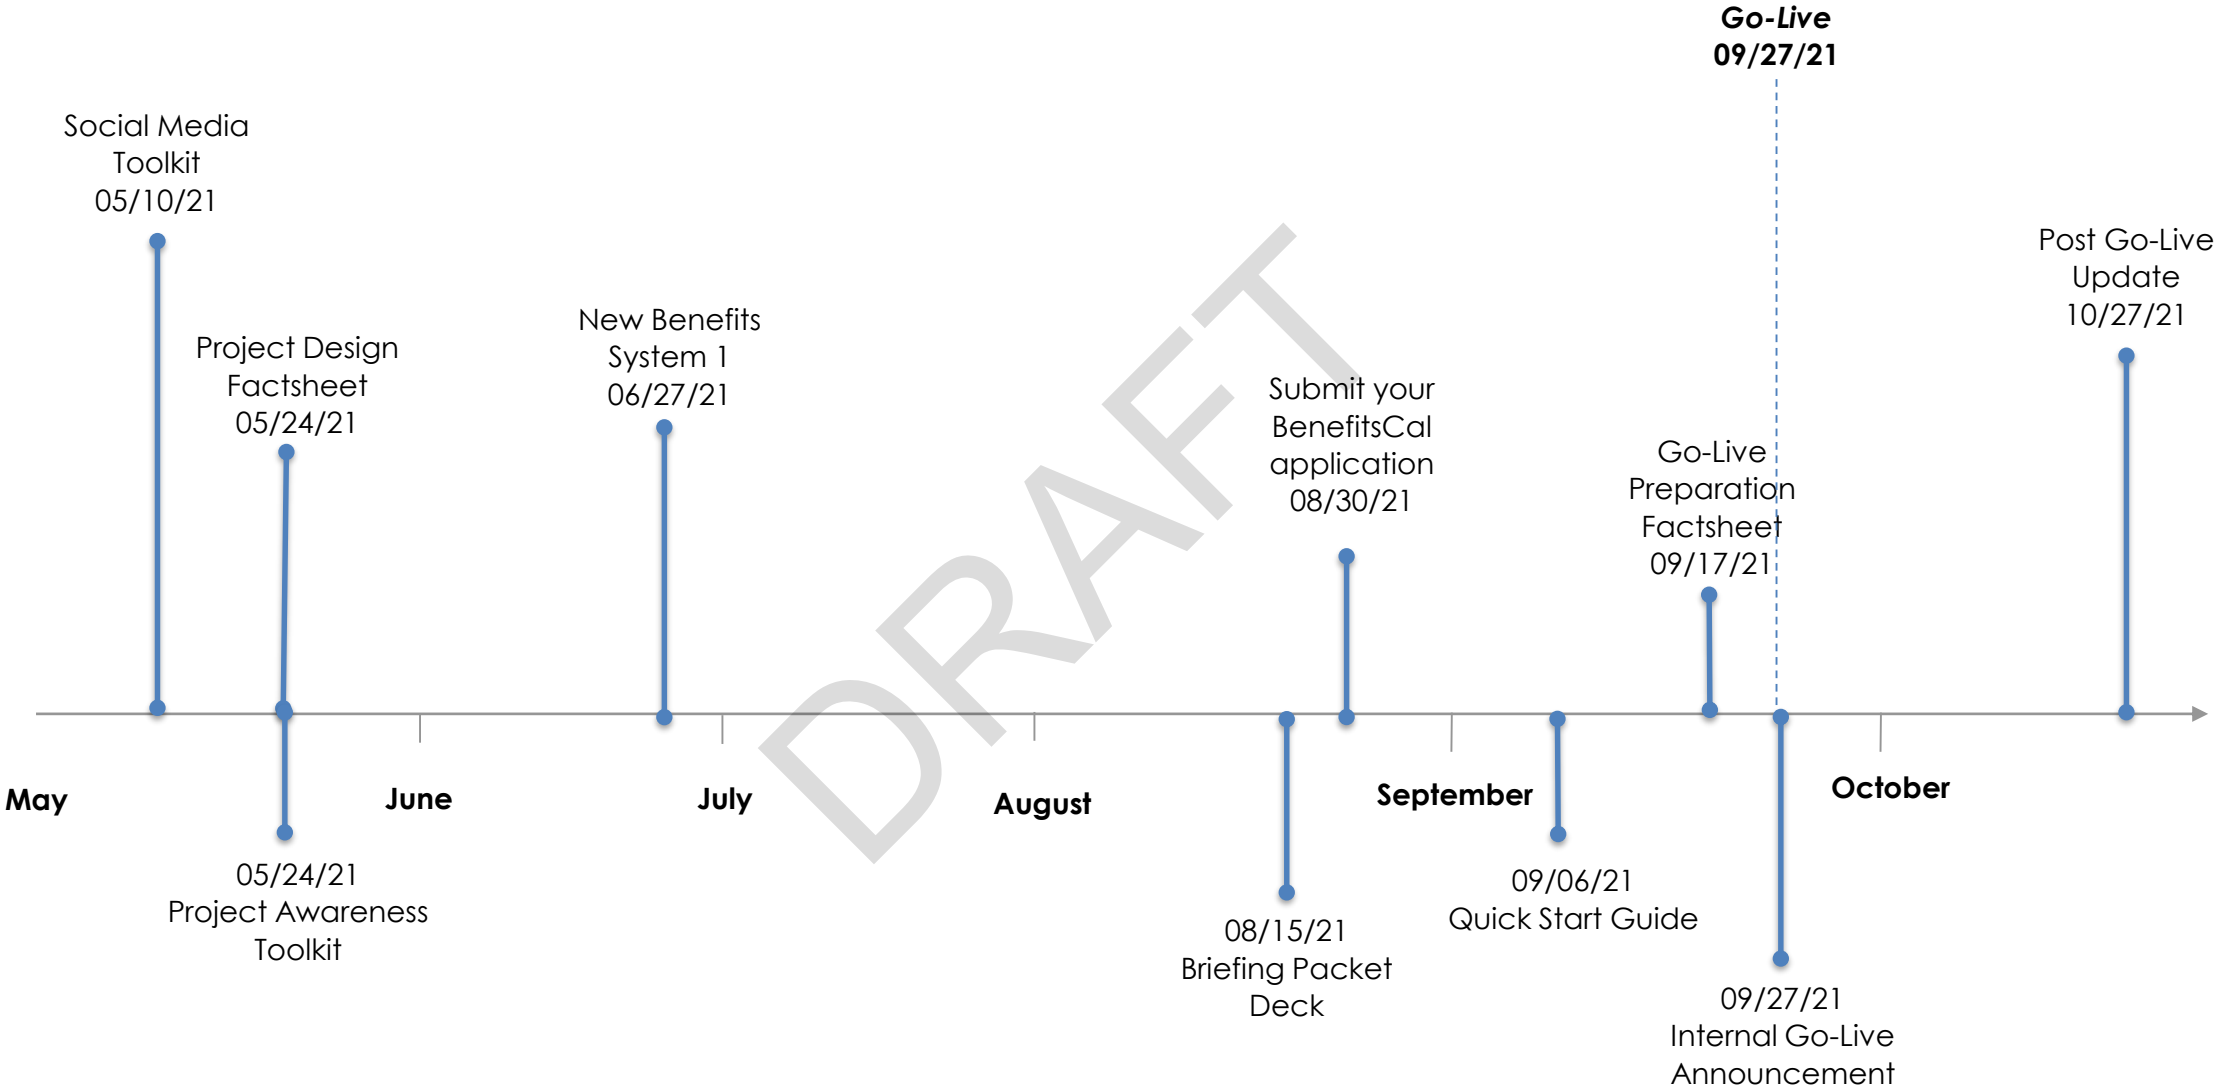 Go-Live
09/27/21
Social Media
Toolkit
05/10/21
Project Design
Factsheet
05/24/21
New Benefits
System 1
06/27/21
Submit your
BenefitsCal
application
08/30/21
Go-Live
Preparation
Factsheet
09/17/21
Post Go-Live
Update
10/27/21
DRAFT
May
June
July
August
September
October
05/24/21
Project Awareness
Toolkit
08/15/21
Briefing Packet
Deck
09/06/21
Quick Start Guide
09/27/21
Internal Go-Live
Announcement